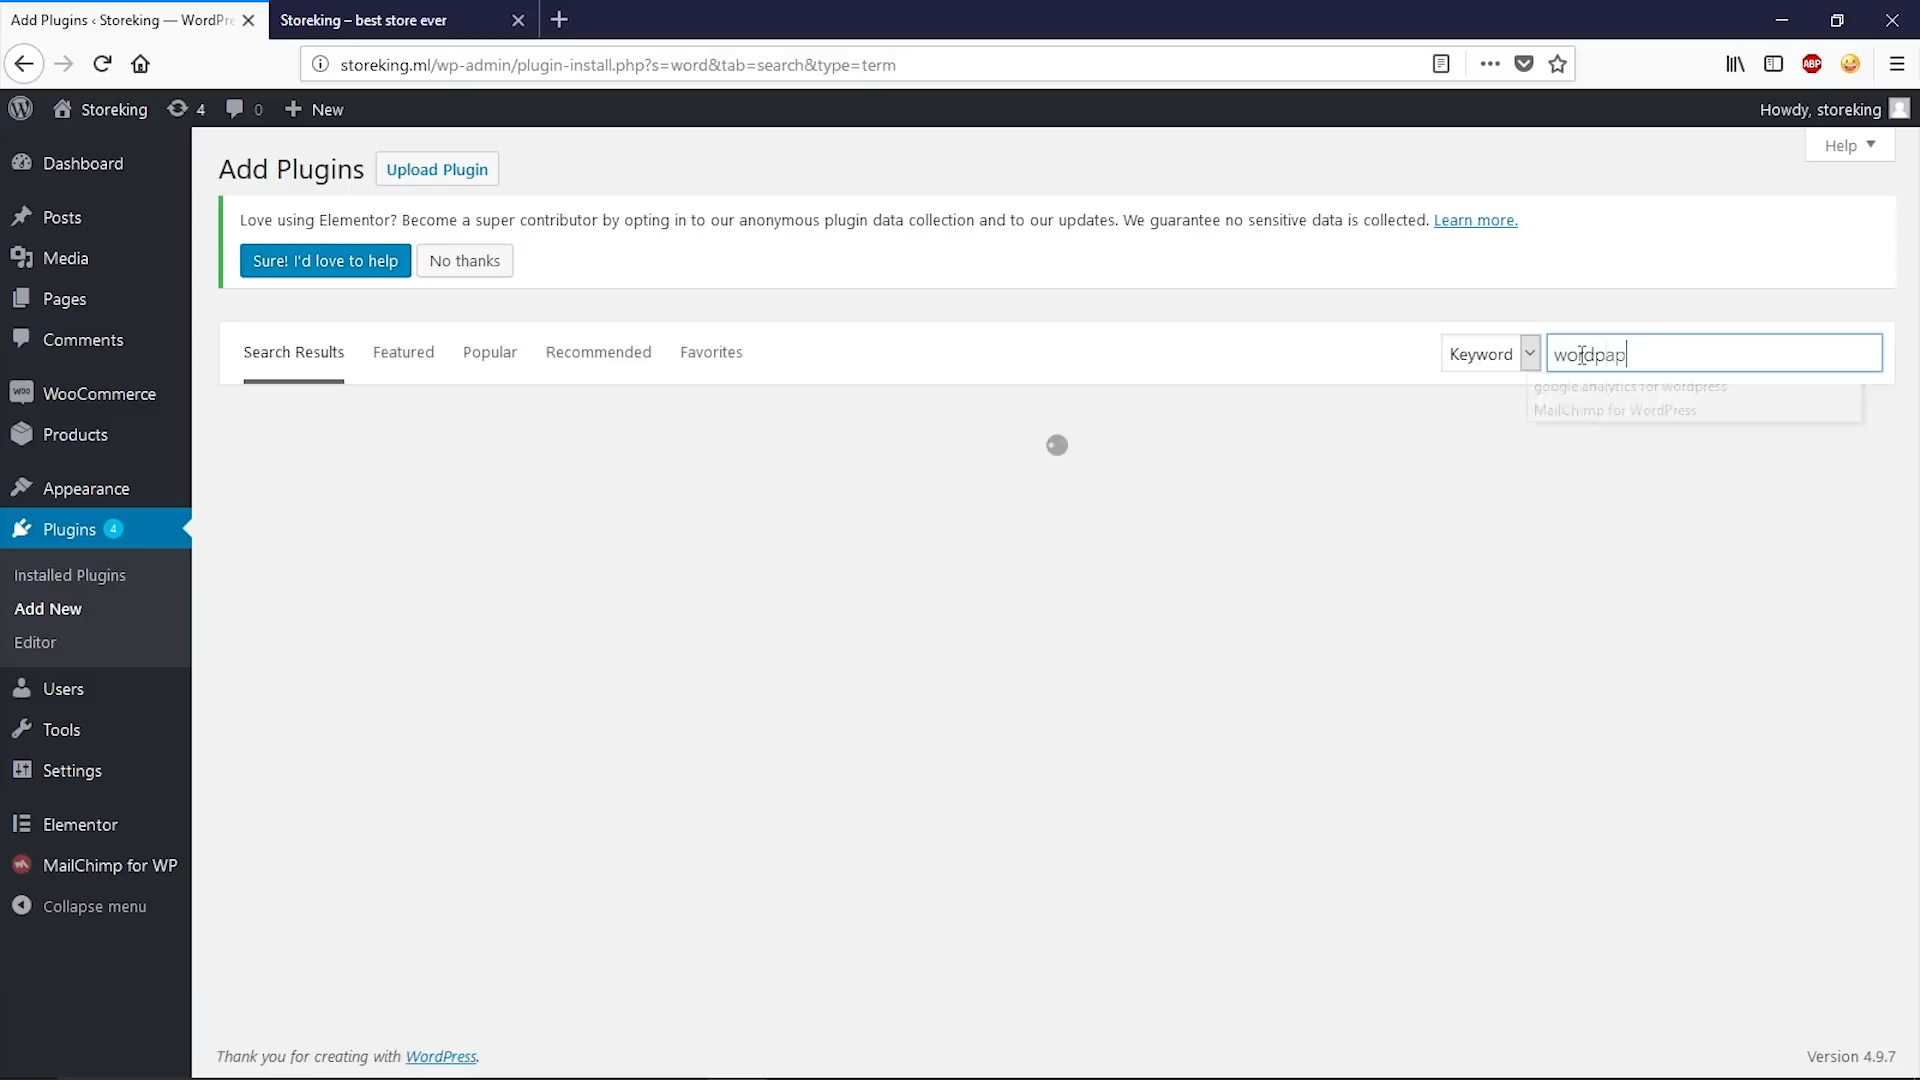 Add Plugins ‹ Storeking — WordPre
Storeking – best store ever
storeking.ml/wp-admin/plugin-install.php?s=word&tab=search&type=term
ABP
Storeking
4
0
New
Howdy, storeking
Help
Dashboard
Posts
Media
Pages
Comments
WOO
WooCommerce
Products
Appearance
Plugins 4
Installed Plugins
Add New
Editor
Users
Tools
Settings
Elementor
MailChimp for WP
Collapse menu
Add Plugins
Upload Plugin
Love using Elementor? Become a super contributor by opting in to our anonymous plugin data collection and to our updates. We guarantee no sensitive data is collected. Learn more.
Sure! I'd love to help
No thanks
Search Results
Featured
Popular
Recommended
Favorites
Keyword
wordpap
google analytics for wordpress
MailChimp for WordPress
Thank you for creating with WordPress.
Version 4.9.7